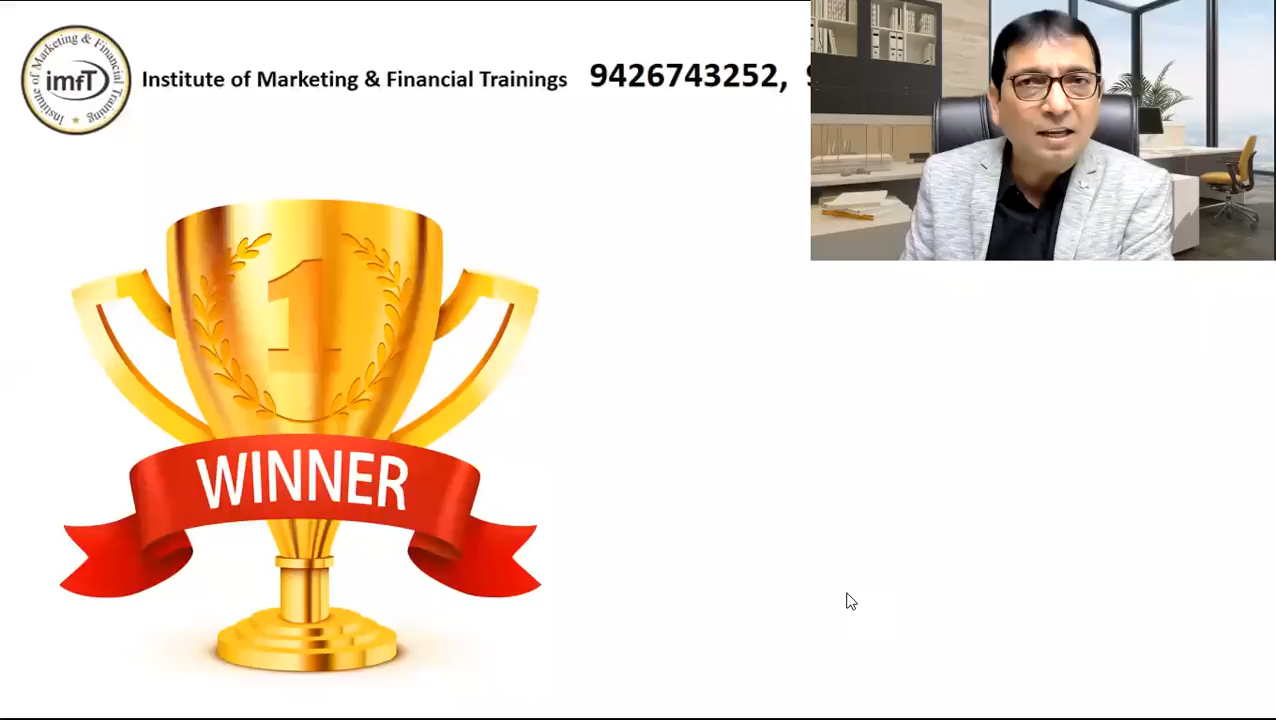 Institute of Marketing & Financial Training
imfT
Institute of Marketing & Financial Trainings 9426743252,
1
WINNER